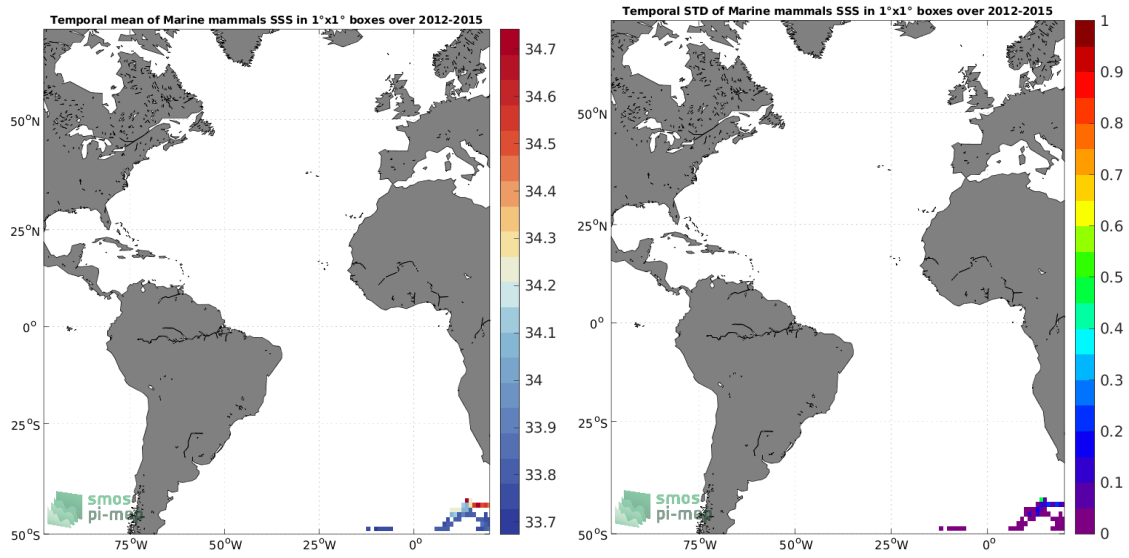 Temporal mean of Marine mammals SSS in 1°x1° boxes over 2012-2015
50°N
25°N
0°
25°S
50°S
75°W
50°W
25°W
0°
34.7
34.6
34.5
34.4
34.3
34.2
34.1
34
33.9
33.8
33.7
smos
pi-me
Temporal STD of Marine mammals SSS in 1°x1° boxes over 2012-2015
50°N
25°N
0°
25°S
50°S
75°W
50°W
25°W
0°
1
0.9
0.8
0.7
0.6
0.5
0.4
0.3
0.2
0.1
0
smos
pi-me